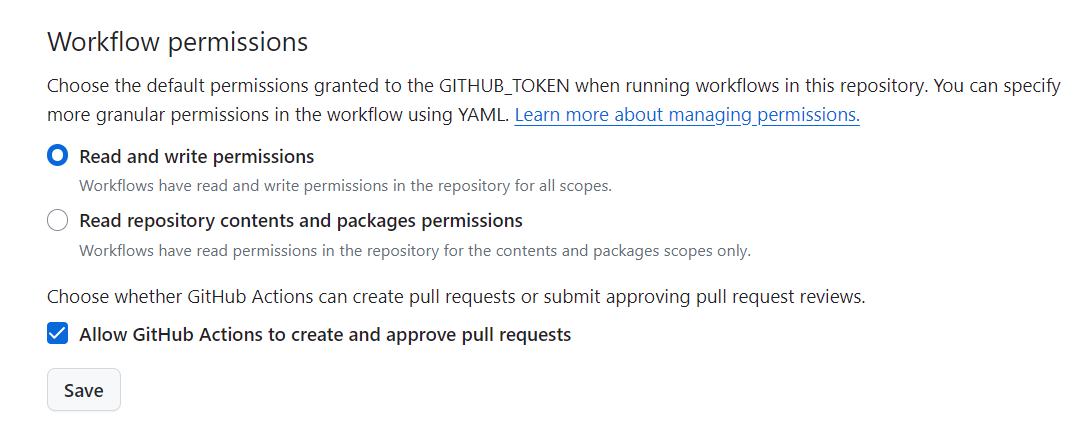 Workflow permissions
Choose the default permissions granted to the GITHUB_TOKEN when running workflows in this repository. You can specify
more granular permissions in the workflow using YAML. Learn more about managing permissions.
Read and write permissions
Workflows have read and write permissions in the repository for all scopes.
Read repository contents and packages permissions
Workflows have read permissions in the repository for the contents and packages scopes only.
Choose whether GitHub Actions can create pull requests or submit approving pull request reviews.
Allow GitHub Actions to create and approve pull requests
Save